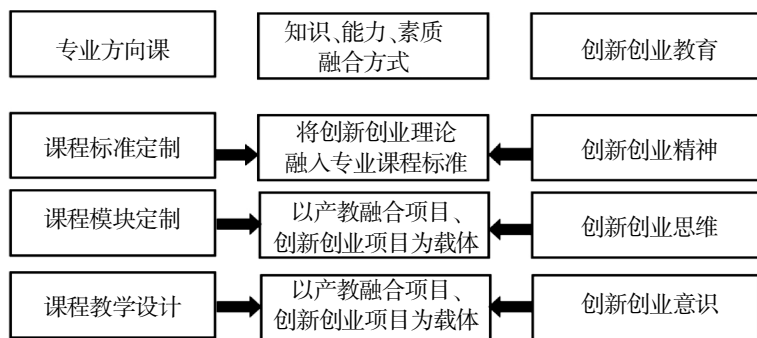 专业方向课
知识、能力、素质
融合方式
创新创业教育
课程标准定制
将创新创业理论
融入专业课程标准
创新创业精神
课程模块定制
以产教融合项目、
创新创业项目为载体
创新创业思维
课程教学设计
以产教融合项目、
创新创业项目为载体
创新创业意识